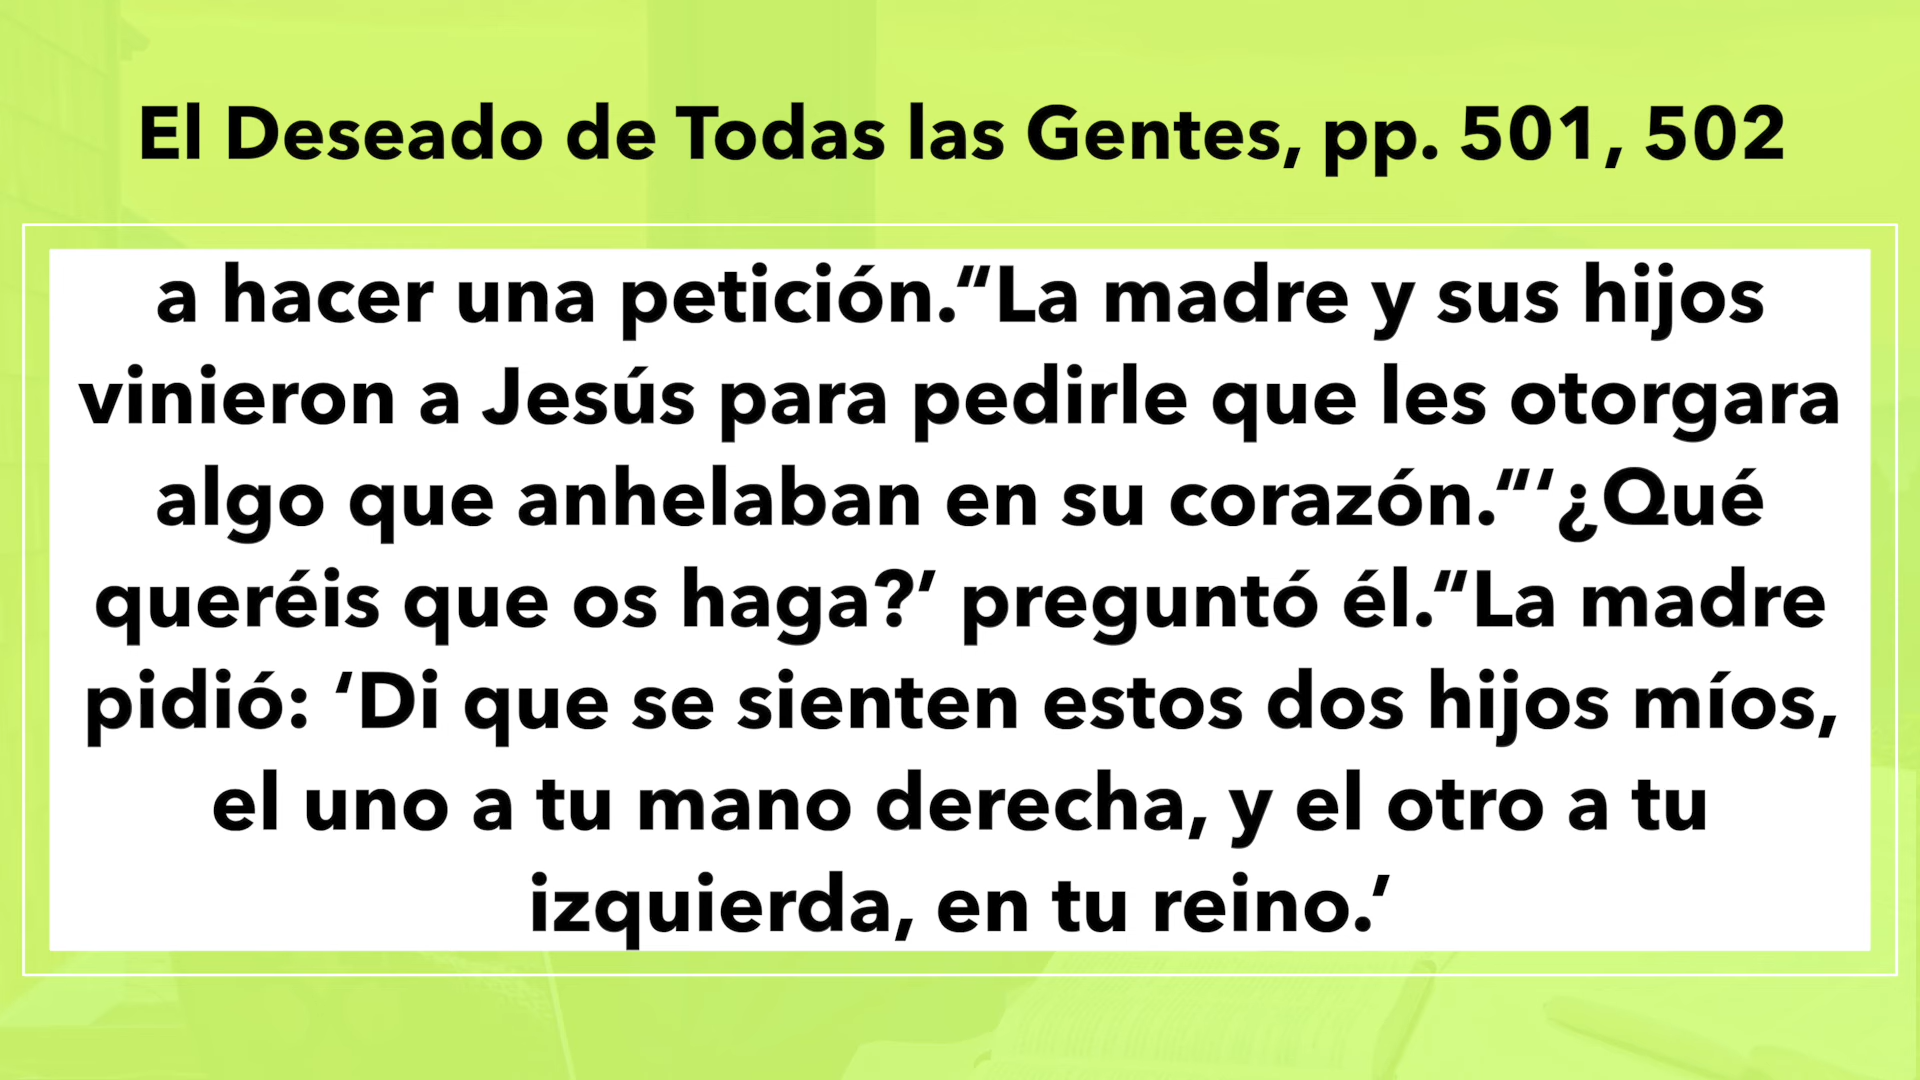 El Deseado de Todas las Gentes, pp. 501, 502
a hacer una petición.“La madre y sus hijos
vinieron a Jesús para pedirle que les otorgara
algo que anhelaban en su corazón.“‘¿Qué
queréis que os haga?’ preguntó él.“La madre
pidió: ‘Di que se sienten estos dos hijos míos,
el uno a tu mano derecha, y el otro a tu
izquierda, en tu reino.’